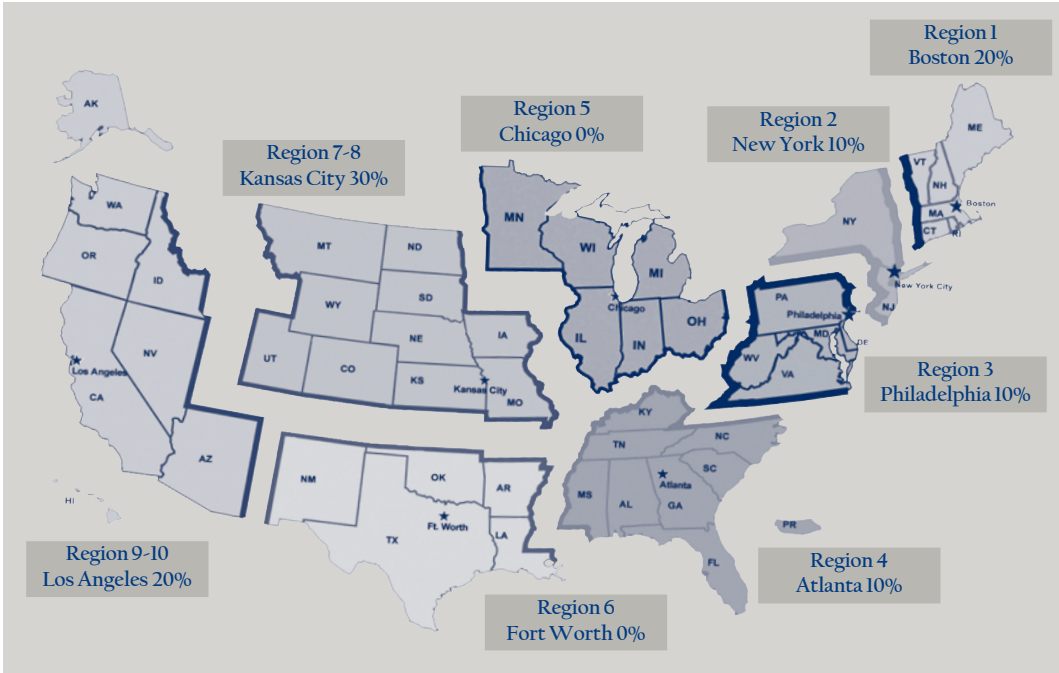 Region 1
Boston 20%
Region 5
Chicago 0%
Region 2
New York 10%
Region 7-8
Kansas City 30%
AK
ME
VT
NH
WA
MN
NY
MA
Boston
CT
RI
OR
MT
ND
WI
ID
MI
New York City
WY
SD
Chicago
PA
NJ
Philadelphia
NE
IA
IL
IN
OH
MD
DE
NV
UT
CO
WV
VA
Los Angeles
KS
Kansas City
MO
CA
Region 3
Philadelphia 10%
KY
TN
NC
AZ
SC
NM
OK
AR
Atlanta
MS
AL
GA
HI
Ft. Worth
PR
TX
LA
FL
Region 9-10
Los Angeles 20%
Region 4
Atlanta 10%
Region 6
Fort Worth 0%